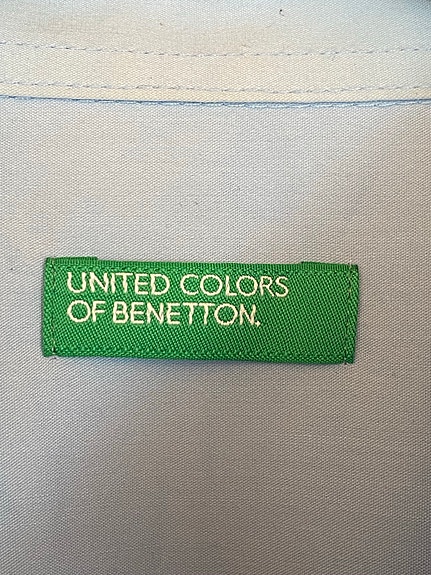 UNITED COLORS
OF BENETTON.